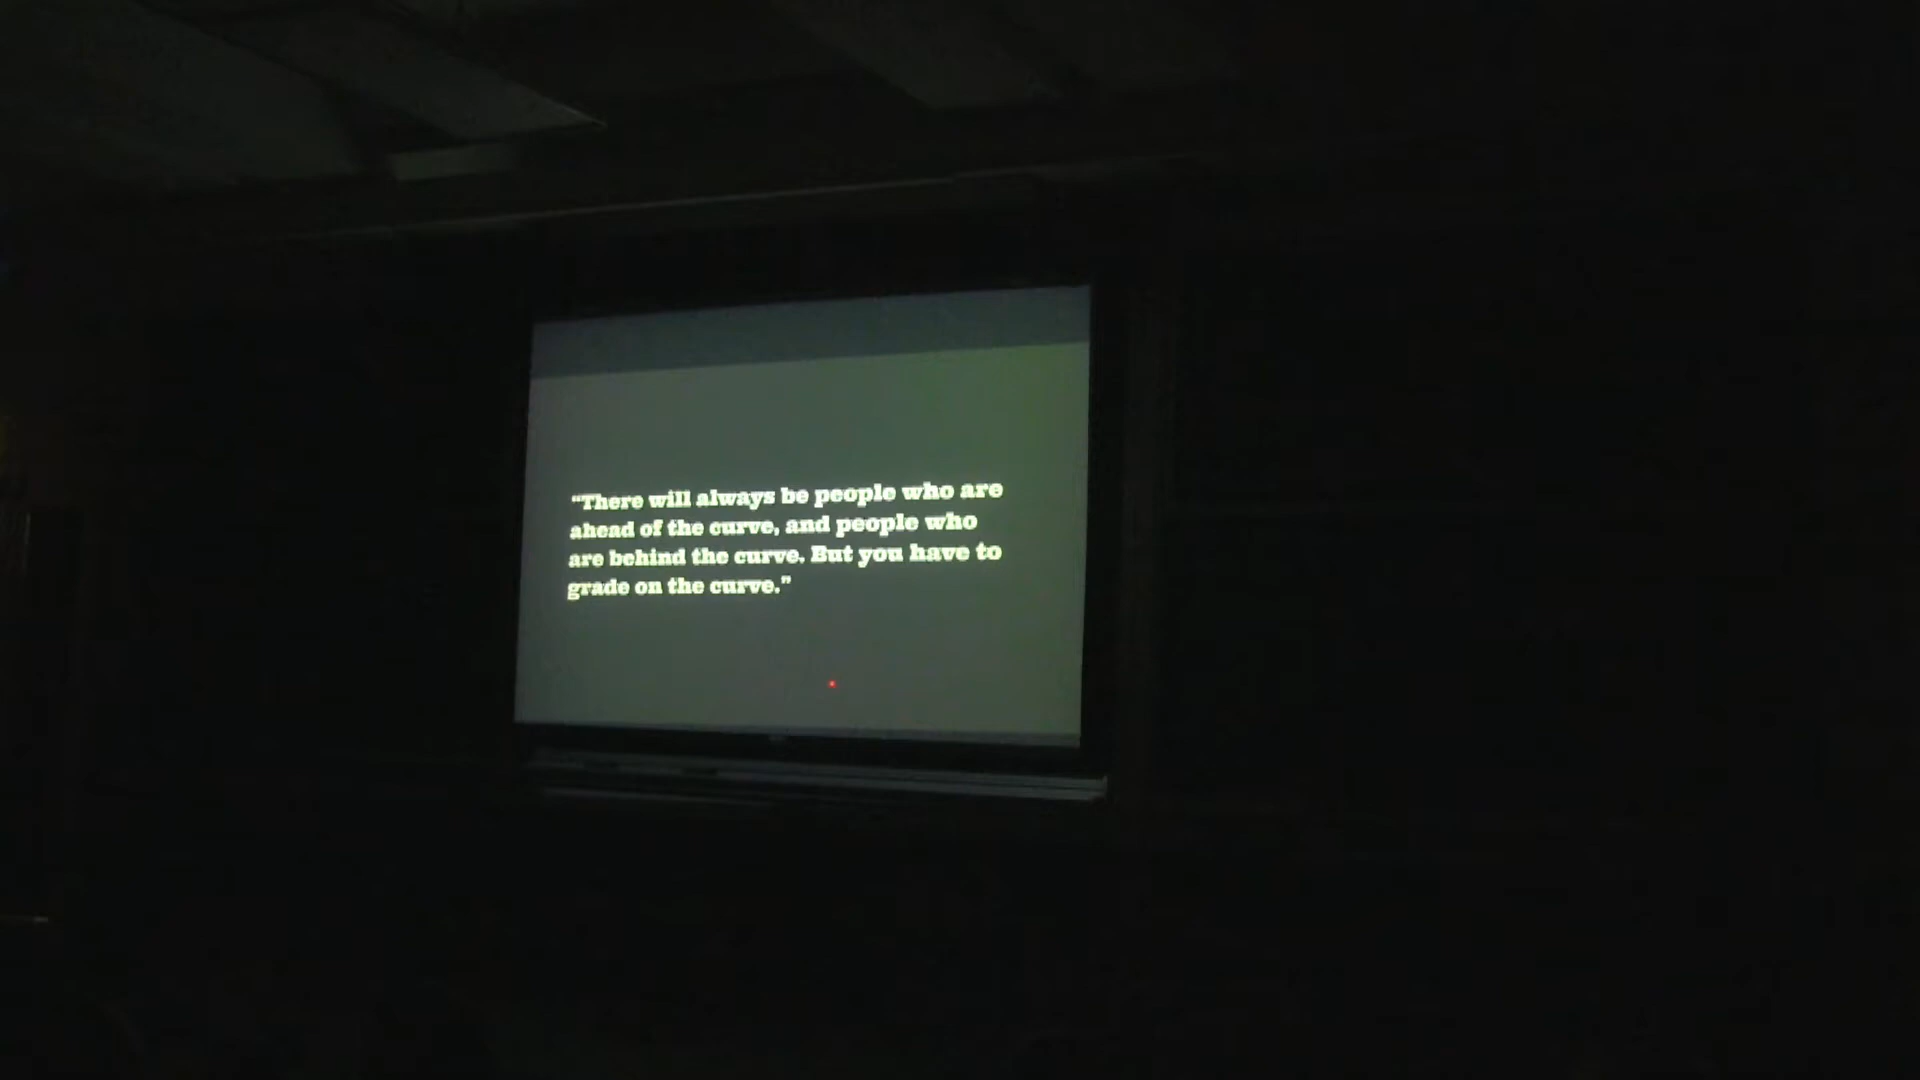 “There will always be people who are
ahead of the curve, and people who
are behind the curve. But you have to
grade on the curve.”